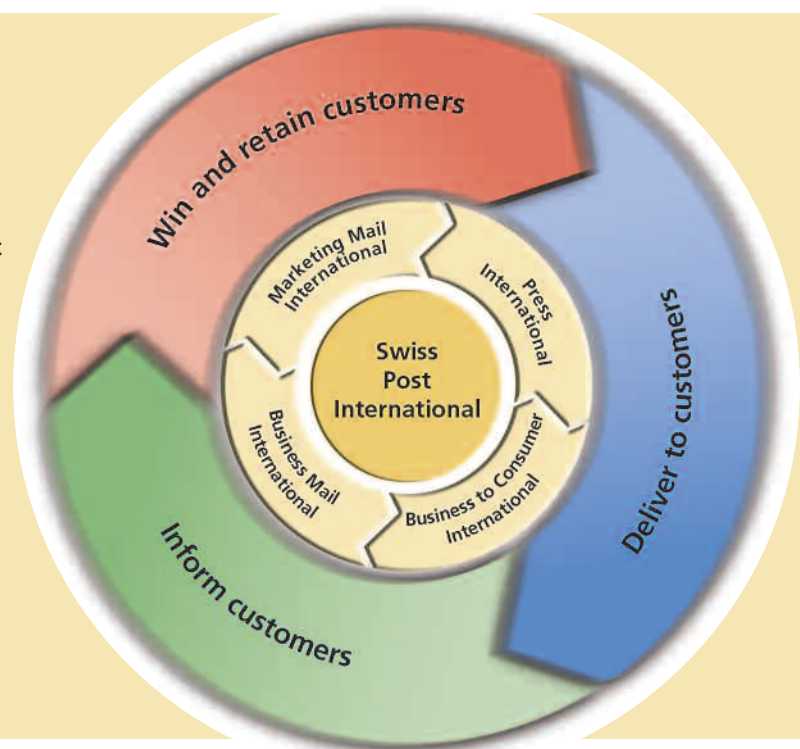 Win and retain customers
Deliver to customers
Inform customers
Marketing Mail
International
Press
International
Business to Consumer
International
Business Mail
International
Swiss
Post
International